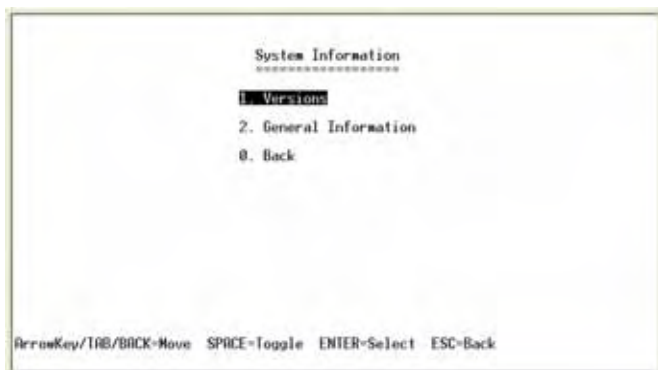 System Information
===================
1. Versions
2. General Information
0. Back
ArrowKey/TAB/BACK=Move SPACE=Toggle ENTER=Select ESC=Back